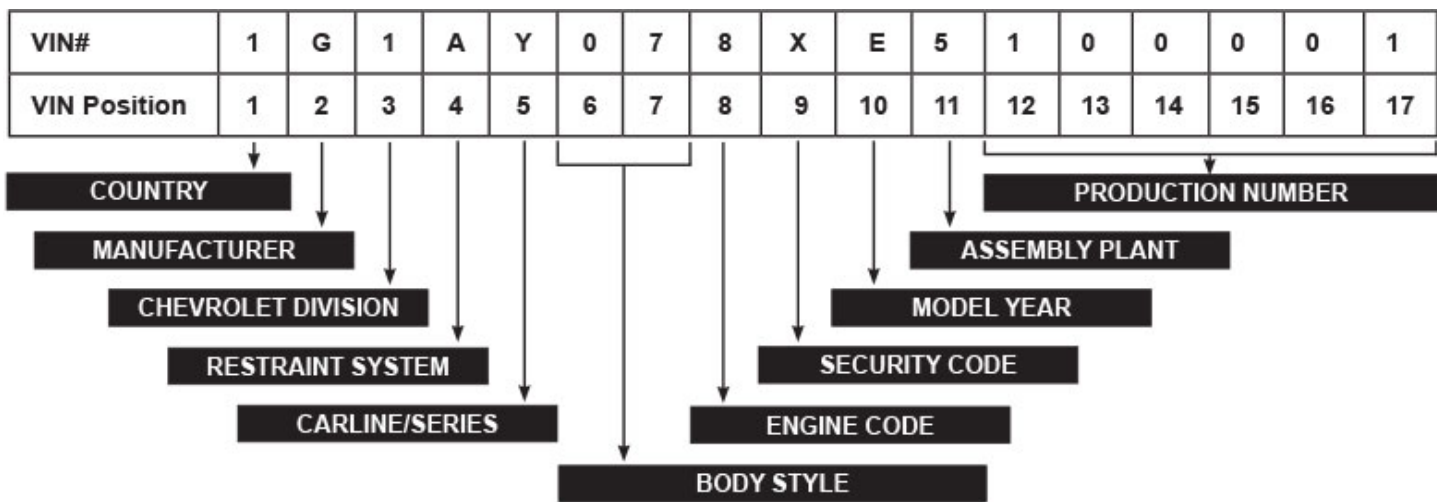 VIN# 1 G 1 A Y 0 7 8 X E 5 1 0 0 0 0 1
VIN Position 1 2 3 4 5 6 7 8 9 10 11 12 13 14 15 16 17
COUNTRY
PRODUCTION NUMBER
MANUFACTURER
ASSEMBLY PLANT
CHEVROLET DIVISION
MODEL YEAR
RESTRAINT SYSTEM
SECURITY CODE
CARLINE/SERIES
ENGINE CODE
BODY STYLE